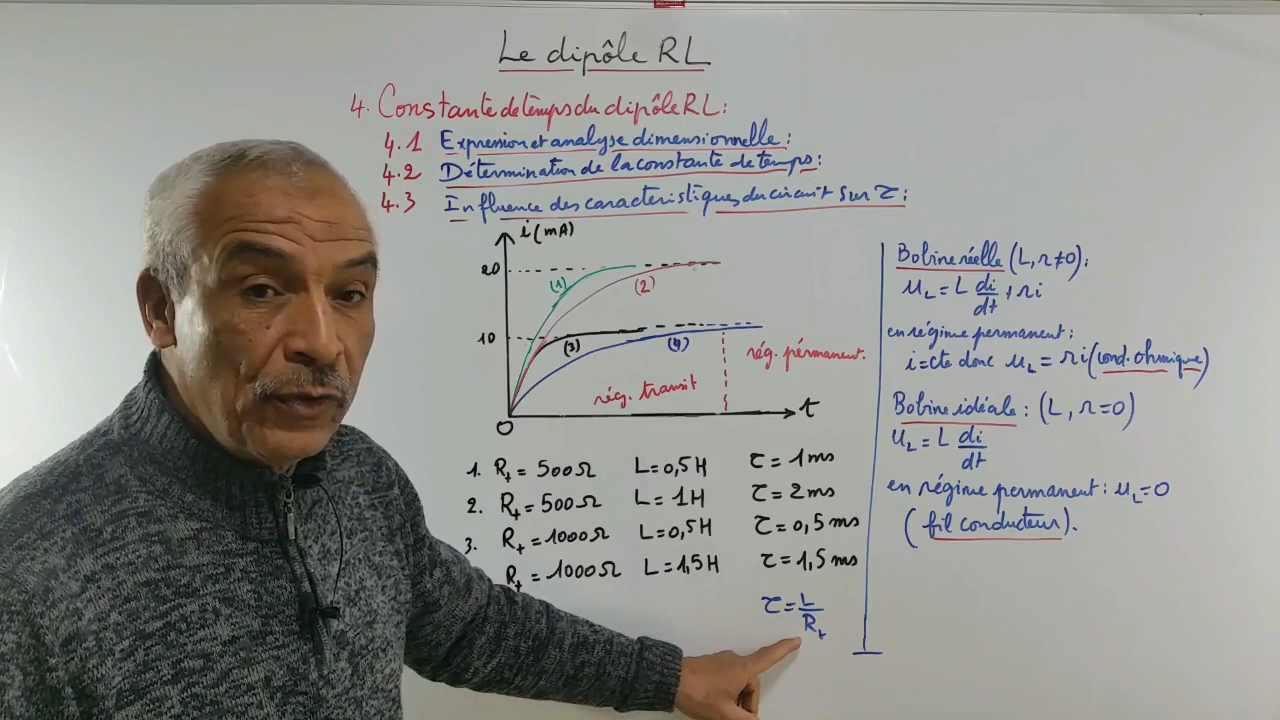 Le dipôle RL
4. Constante de temps du dipôle RL :
4.1 Expression et analyse dimensionnelle :
4.2 Détermination de la constante de temps :
4.3 Influence des caracteristiques du circuit sur τ :
i (mA)
20
(1)
(2)
10
(3)
(4)
rég. pérmanent.
rég. transit
t
O
1. Rt = 500Ω L = 0,5H τ = 1ms
2. Rt = 500Ω L = 1H τ = 2ms
3. Rt = 1000Ω L = 0,5H τ = 0,5ms
Rt = 1000Ω L = 1,5H τ = 1,5ms
τ = L/Rt
Bobine réelle (L, r≠0) :
uL = L di/dt + ri
en régime permanent :
i = cte donc uL = ri (cond. ohmique)
Bobine idéale : (L, r=0)
uL = L di/dt
en régime permanent : uL = 0
(fil conducteur).